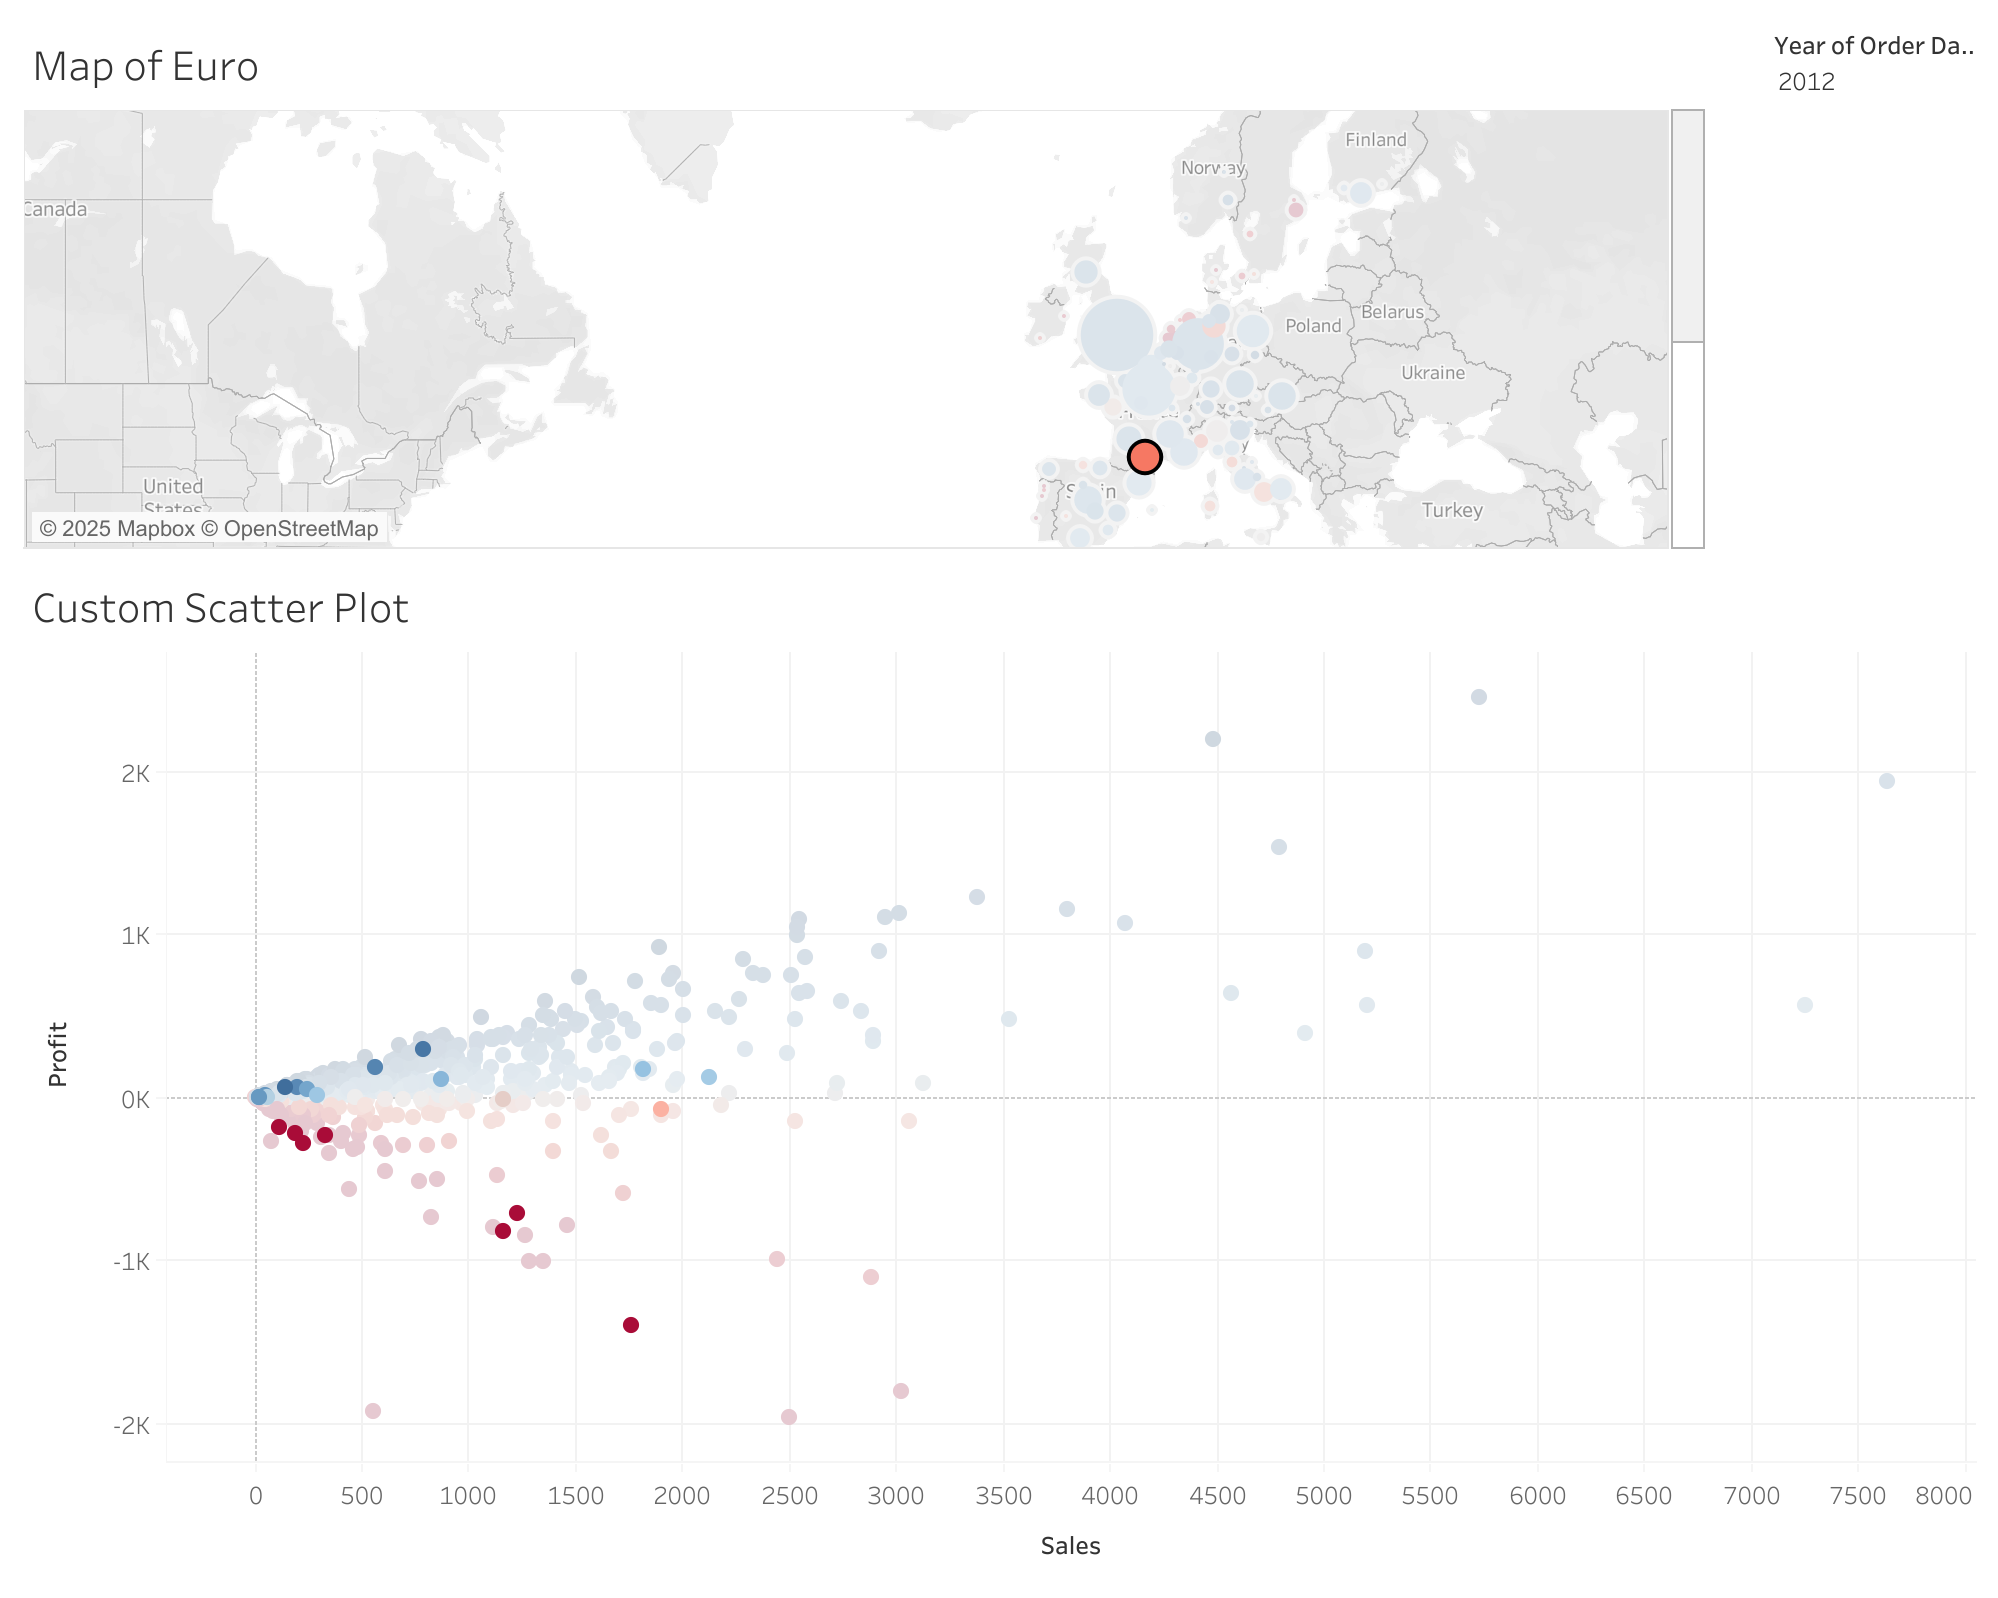 Map of Euro
Year of Order Da..
2012
Finland
Norway
Canada
Belarus
Poland
Ukraine
United
States
Turkey
© 2025 Mapbox © OpenStreetMap
Custom Scatter Plot
2K
1K
0K
-1K
-2K
Profit
0 500 1000 1500 2000 2500 3000 3500 4000 4500 5000 5500 6000 6500 7000 7500 8000
Sales